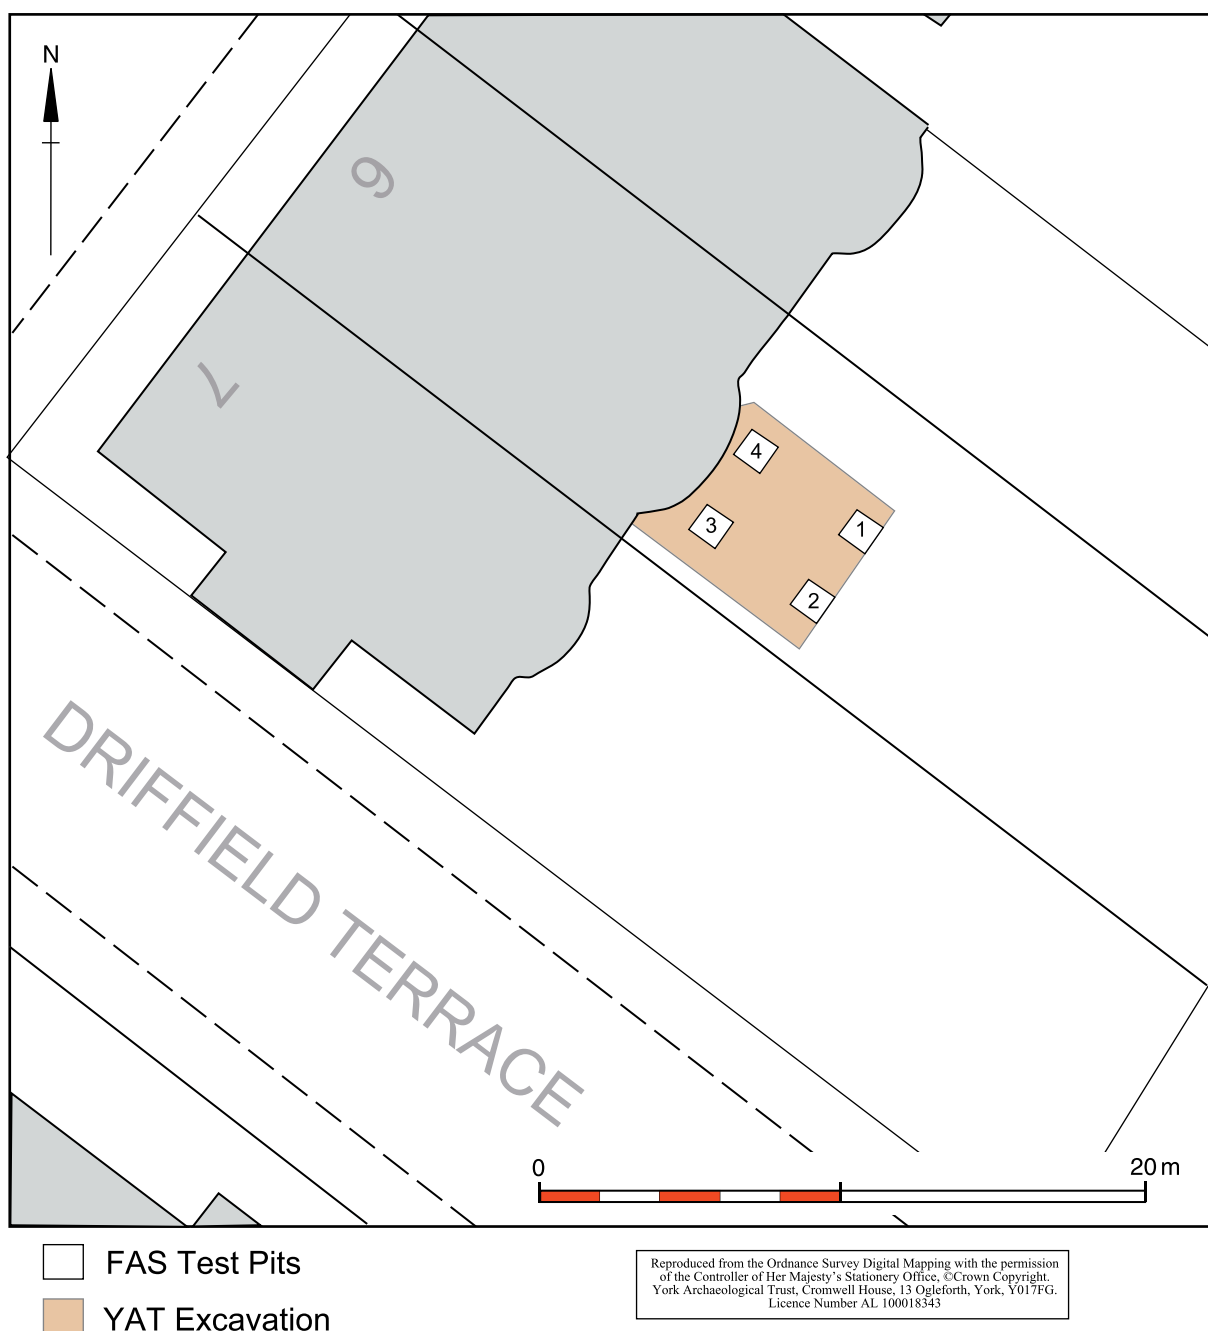 N
6
7
4
3
1
2
DRIFFIELD TERRACE
0
20 m
FAS Test Pits
YAT Excavation
Reproduced from the Ordnance Survey Digital Mapping with the permission
of the Controller of Her Majesty's Stationery Office, ©Crown Copyright.
York Archaeological Trust, Cromwell House, 13 Ogleforth, York, Y017FG.
Licence Number AL 100018343